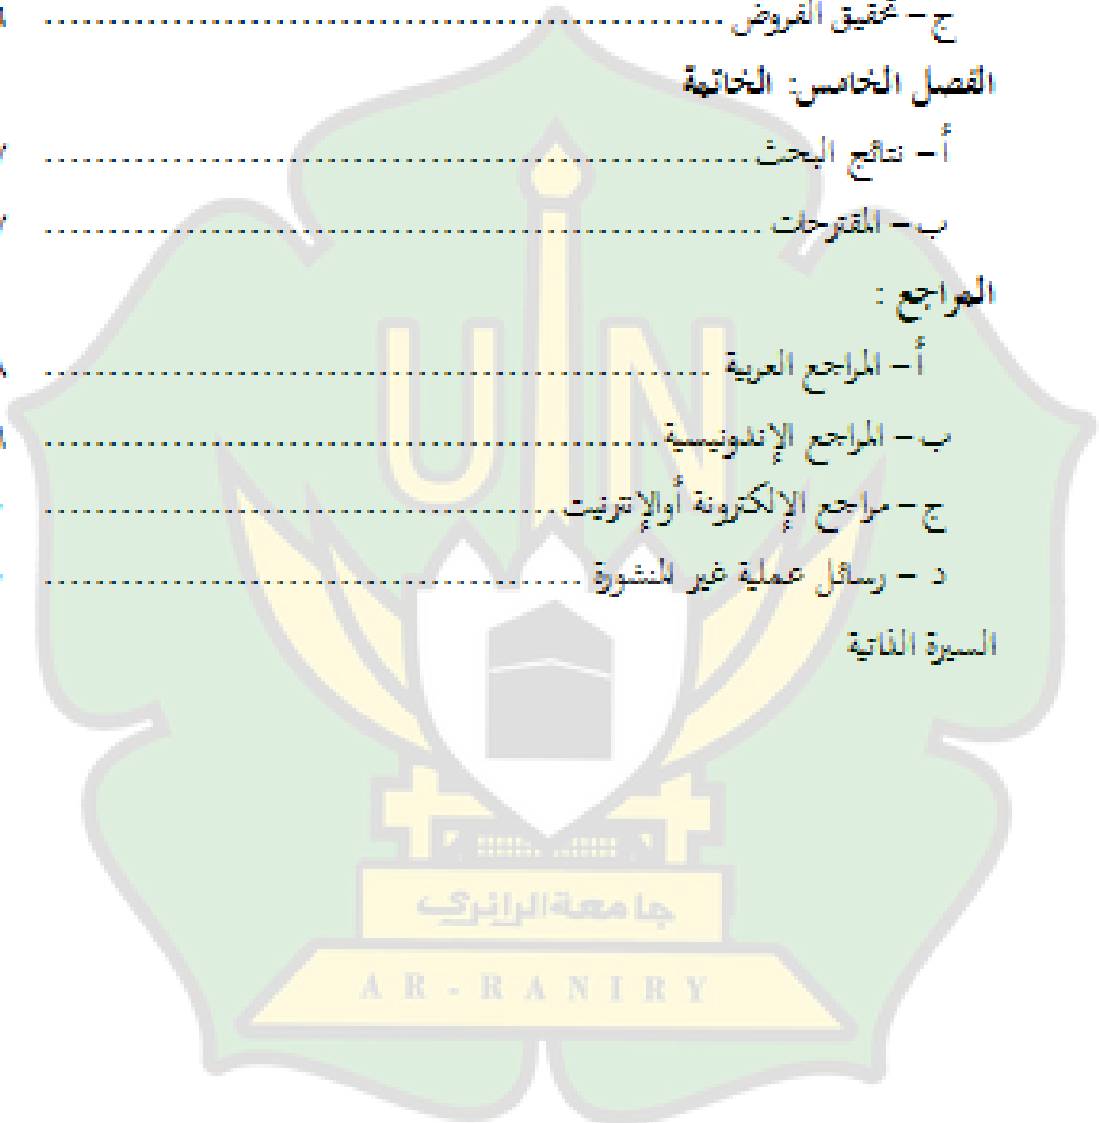 ج – تحقيق الفروض ......................................................
الفصل الخامس: الخاتمة
أ – نتائج البحث ......................................................
ب – المقترحات ......................................................
المراجع :
أ – المراجع العربية ......................................................
ب – المراجع الإندونيسية ......................................................
ج – مراجع الإلكترونة أوالإنترنيت ......................................................
د – رسائل عملية غير المنشورة ......................................................
السيرة الذاتية
UIN
جامعة الرانري
AR-RANIRY